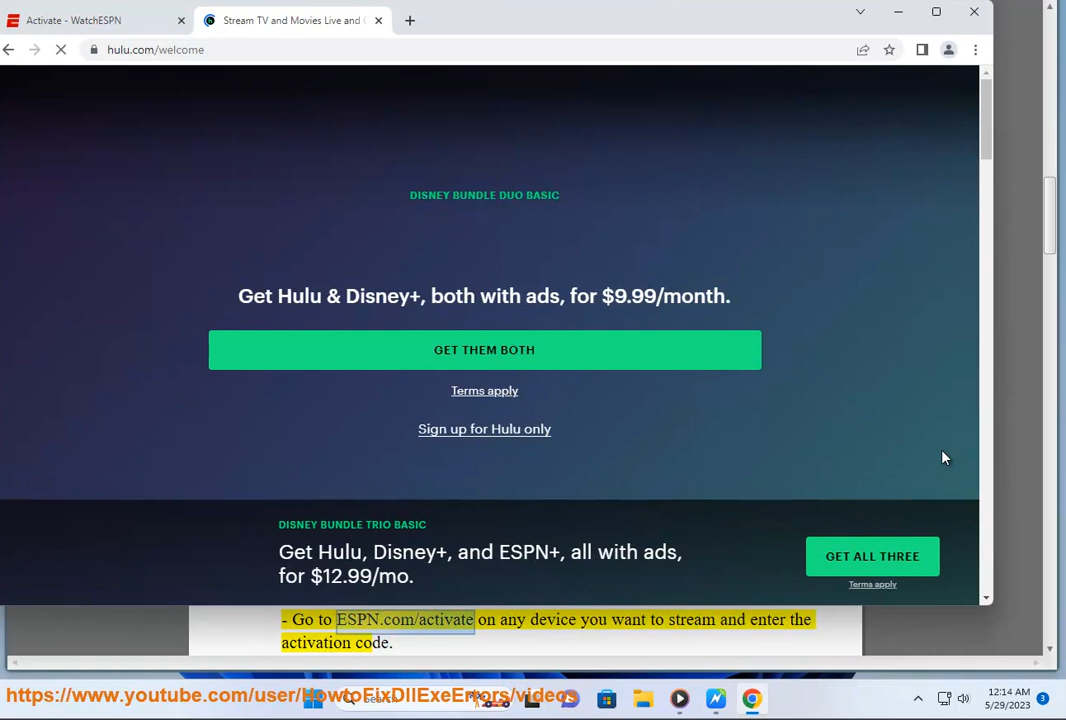 Activate - WatchESPN
Stream TV and Movies Live and
hulu.com/welcome
DISNEY BUNDLE DUO BASIC
Get Hulu & Disney+, both with ads, for $9.99/month.
GET THEM BOTH
Terms apply
Sign up for Hulu only
DISNEY BUNDLE TRIO BASIC
Get Hulu, Disney+, and ESPN+, all with ads,
for $12.99/mo.
GET ALL THREE
Terms apply
- Go to ESPN.com/activate on any device you want to stream and enter the
activation code.
https://www.youtube.com/user/HowtoFixDllExeErrors/videos
Search
12:14 AM
5/29/2023
3